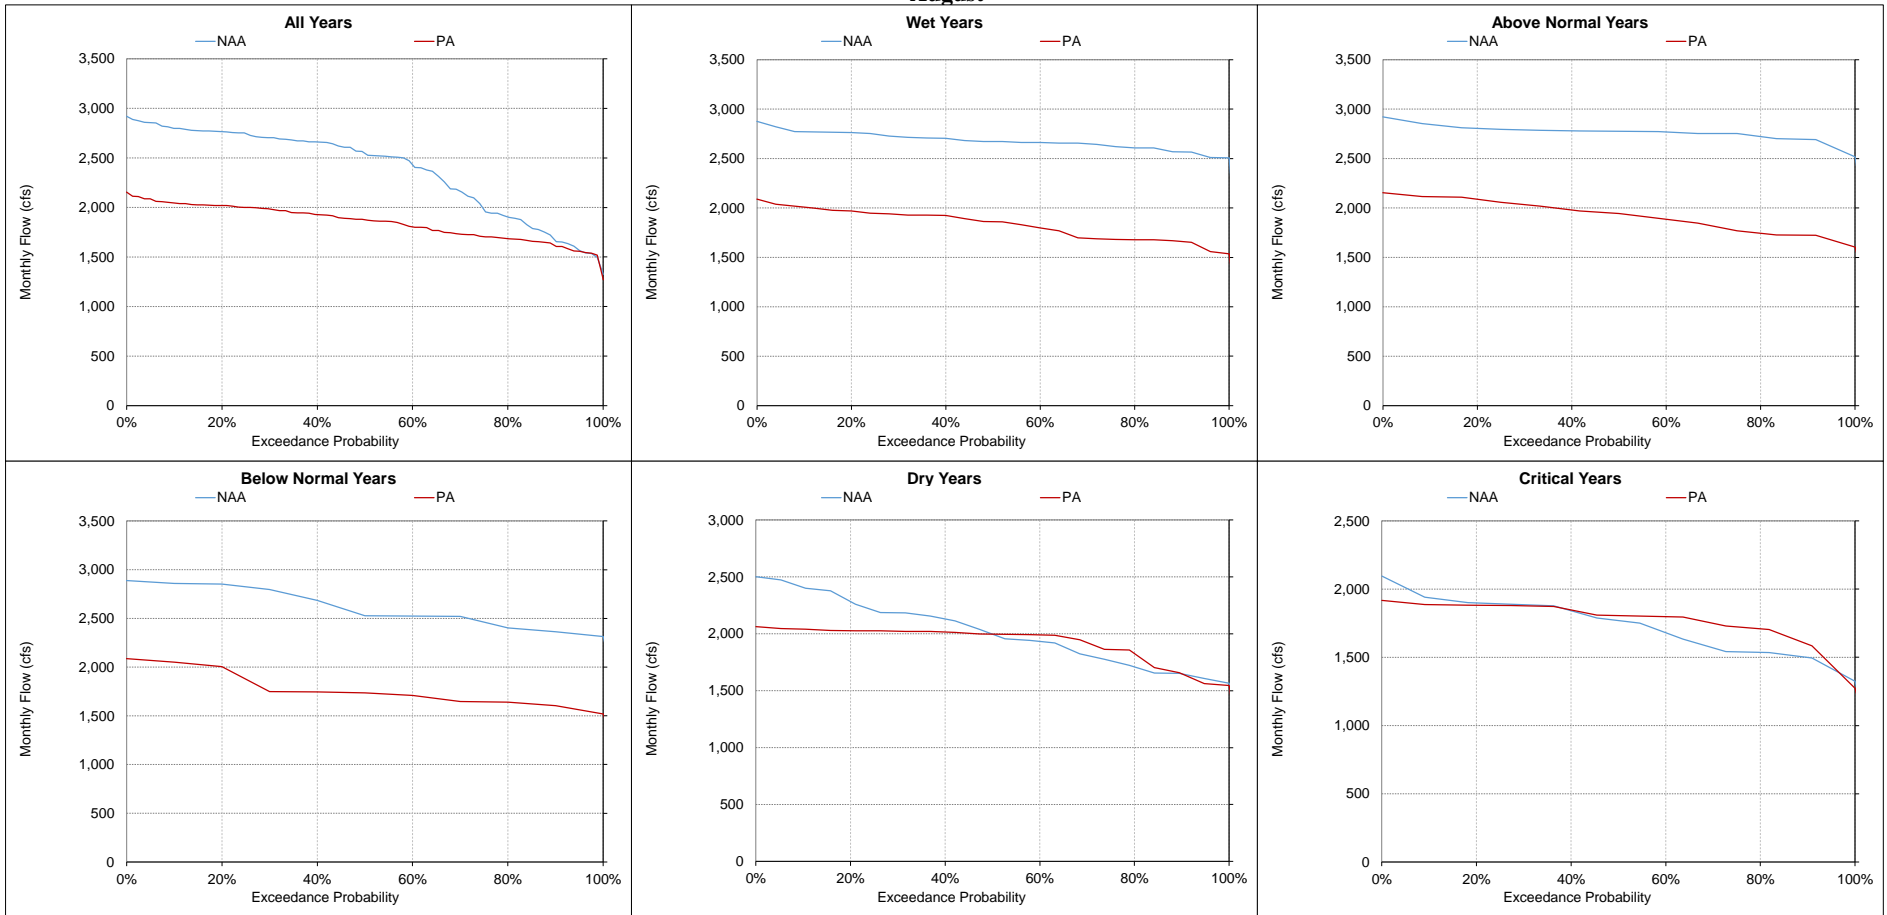 August
All Years
NAA PA
Monthly Flow (cfs)
3,500
3,000
2,500
2,000
1,500
1,000
500
0
0% 20% 40% 60% 80% 100%
Exceedance Probability
Wet Years
NAA PA
Monthly Flow (cfs)
3,500
3,000
2,500
2,000
1,500
1,000
500
0
0% 20% 40% 60% 80% 100%
Exceedance Probability
Above Normal Years
NAA PA
Monthly Flow (cfs)
3,500
3,000
2,500
2,000
1,500
1,000
500
0
0% 20% 40% 60% 80% 100%
Exceedance Probability
Below Normal Years
NAA PA
Monthly Flow (cfs)
3,500
3,000
2,500
2,000
1,500
1,000
500
0
0% 20% 40% 60% 80% 100%
Exceedance Probability
Dry Years
NAA PA
Monthly Flow (cfs)
3,000
2,500
2,000
1,500
1,000
500
0
0% 20% 40% 60% 80% 100%
Exceedance Probability
Critical Years
NAA PA
Monthly Flow (cfs)
2,500
2,000
1,500
1,000
500
0
0% 20% 40% 60% 80% 100%
Exceedance Probability